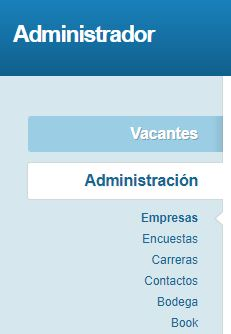 Administrador
Vacantes
Administración
Empresas
Encuestas
Carreras
Contactos
Bodega
Book